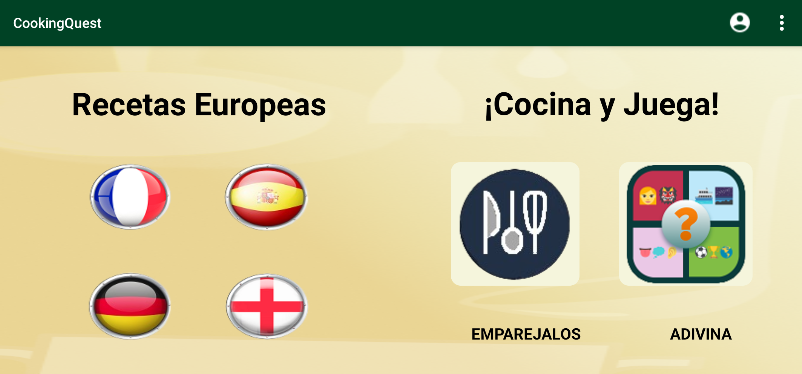 CookingQuest
Recetas Europeas
¡Cocina y Juega!
?
EMPAREJALOS
ADIVINA